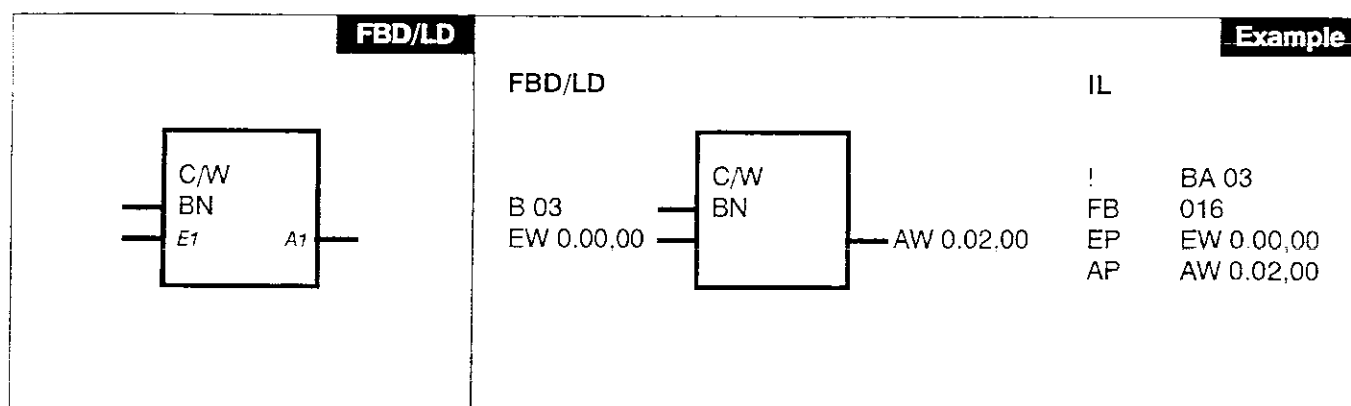 FBD/LD
C/W
BN
E1 A1
Example
FBD/LD
IL
C/W
B 03 BN
EW 0.00,00
AW 0.02,00
! BA 03
FB 016
EP EW 0.00,00
AP AW 0.02,00